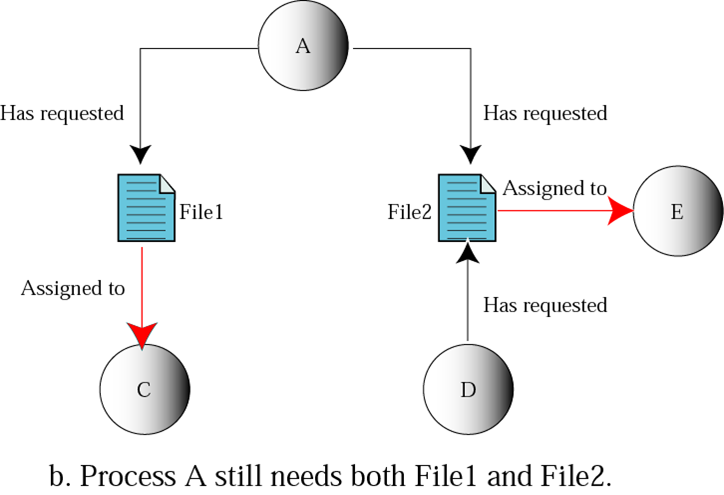 A
Has requested
Has requested
File1
File2
Assigned to
E
Assigned to
Has requested
C
D
b. Process A still needs both File1 and File2.